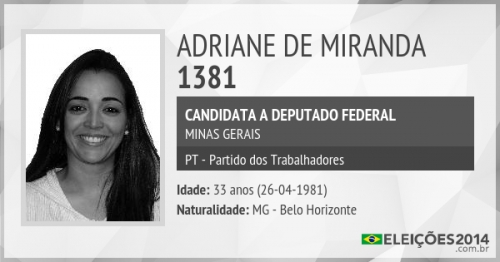 ADRIANE DE MIRANDA
1381
CANDIDATA A DEPUTADO FEDERAL
MINAS GERAIS
PT - Partido dos Trabalhadores
Idade: 33 anos (26-04-1981)
Naturalidade: MG - Belo Horizonte
ELEIÇÕES2014
.com.br